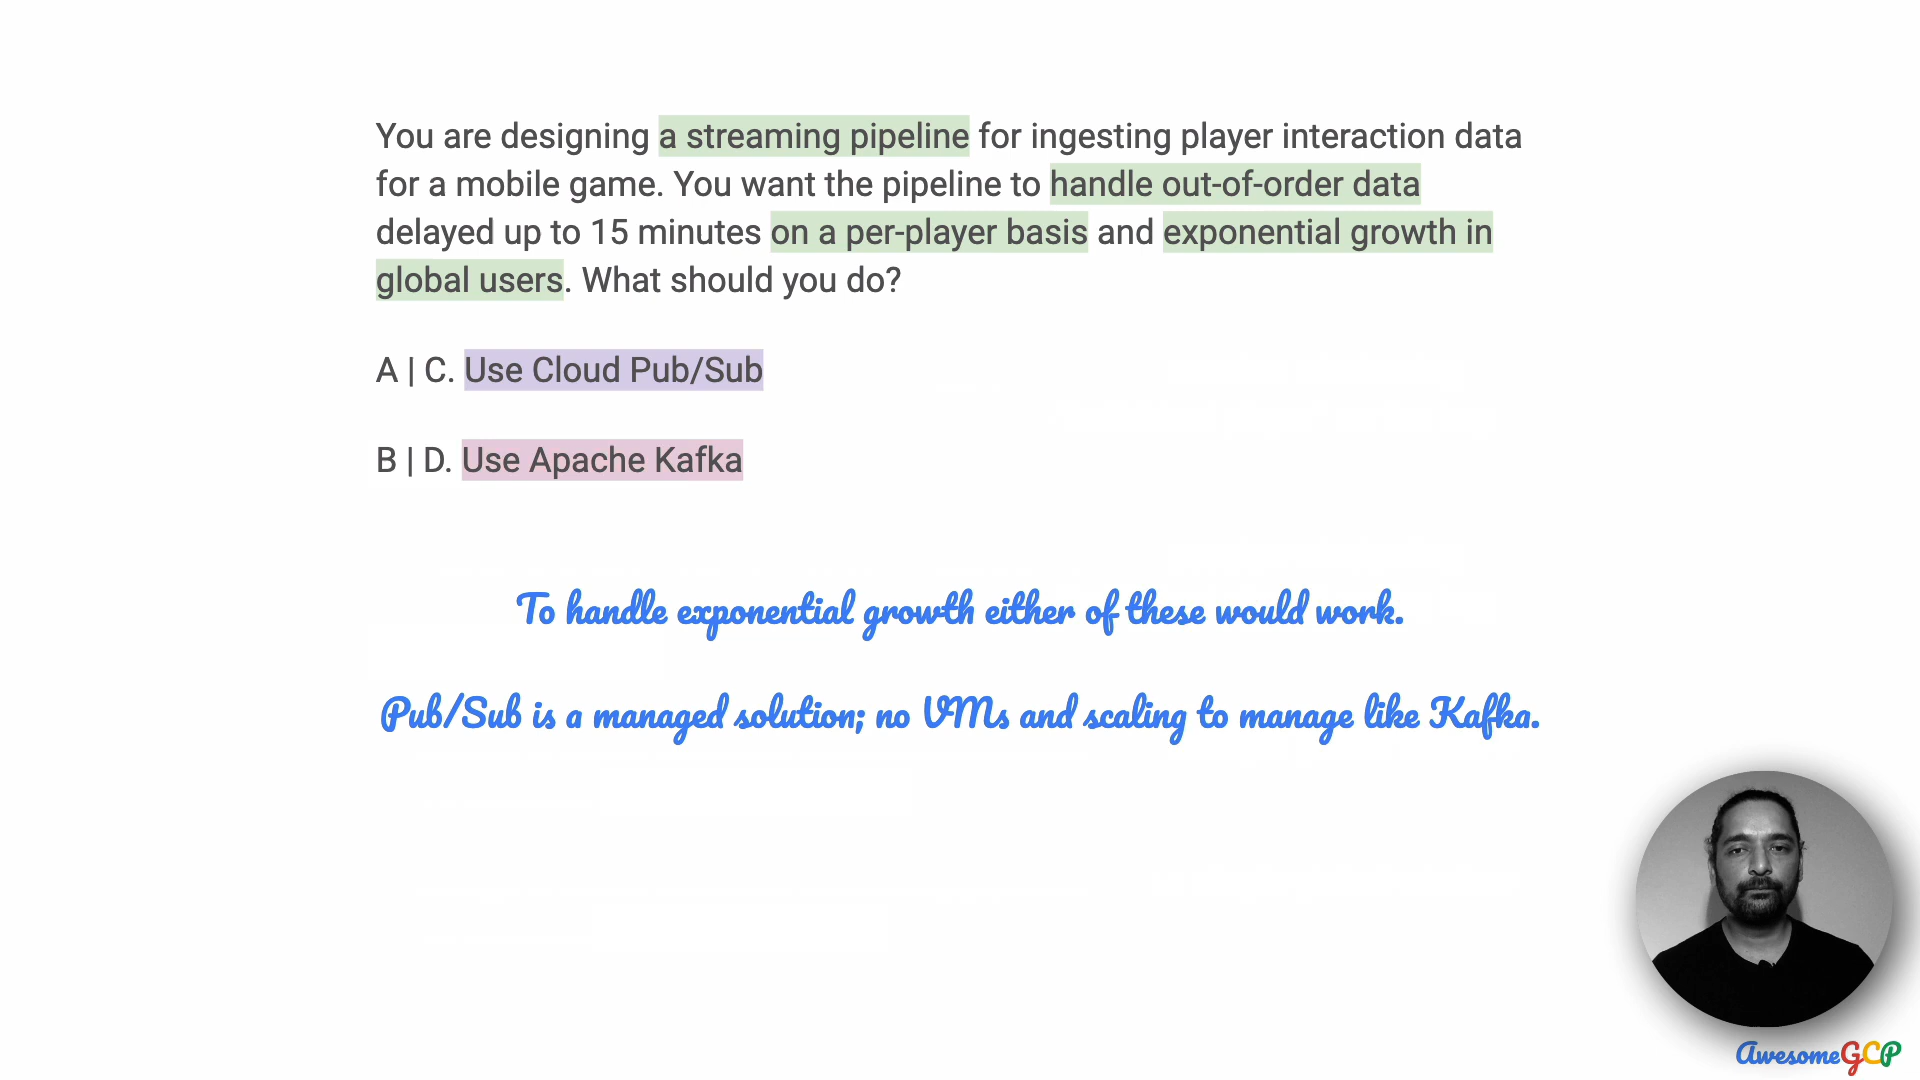 You are designing a streaming pipeline for ingesting player interaction data
for a mobile game. You want the pipeline to handle out-of-order data
delayed up to 15 minutes on a per-player basis and exponential growth in
global users. What should you do?
A | C. Use Cloud Pub/Sub
B | D. Use Apache Kafka
To handle exponential growth either of these would work.
Pub/Sub is a managed solution; no VMs and scaling to manage like Kafka.
AwesomeGCP